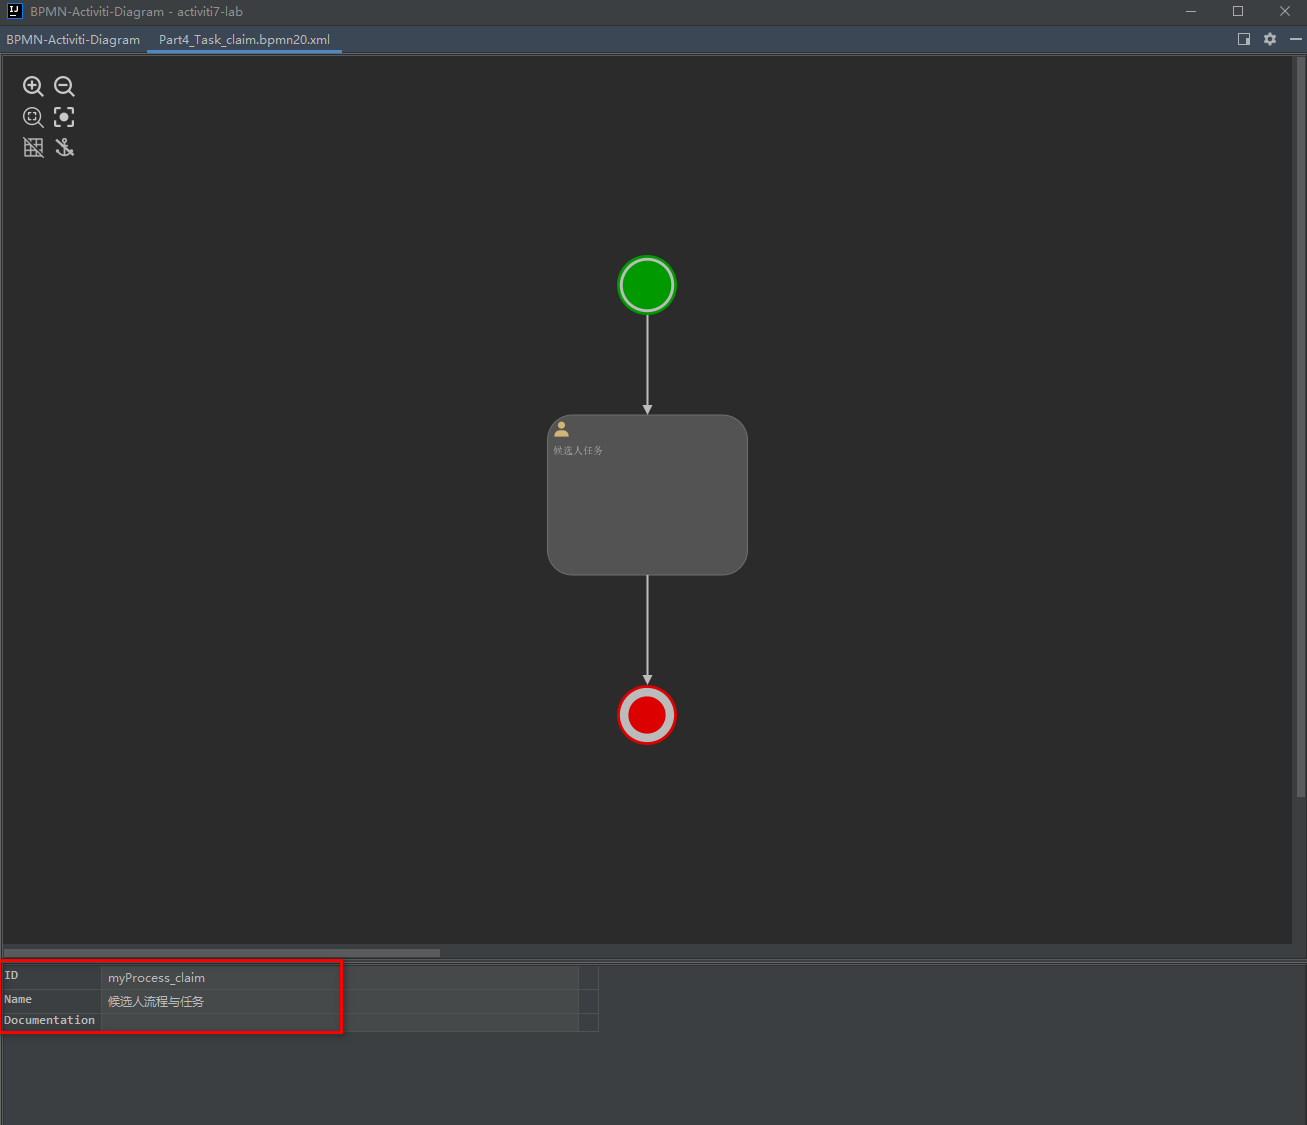 BPMN-Activiti-Diagram - activiti7-lab
BPMN-Activiti-Diagram Part4_Task_claim.bpmn20.xml
候选人任务
ID myProcess_claim
Name 候选人流程与任务
Documentation